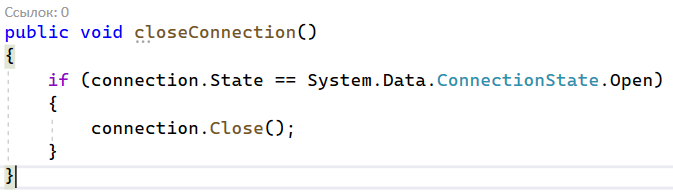 Ссылок: 0
public void closeConnection()
{
    if (connection.State == System.Data.ConnectionState.Open)
    {
        connection.Close();
    }
}